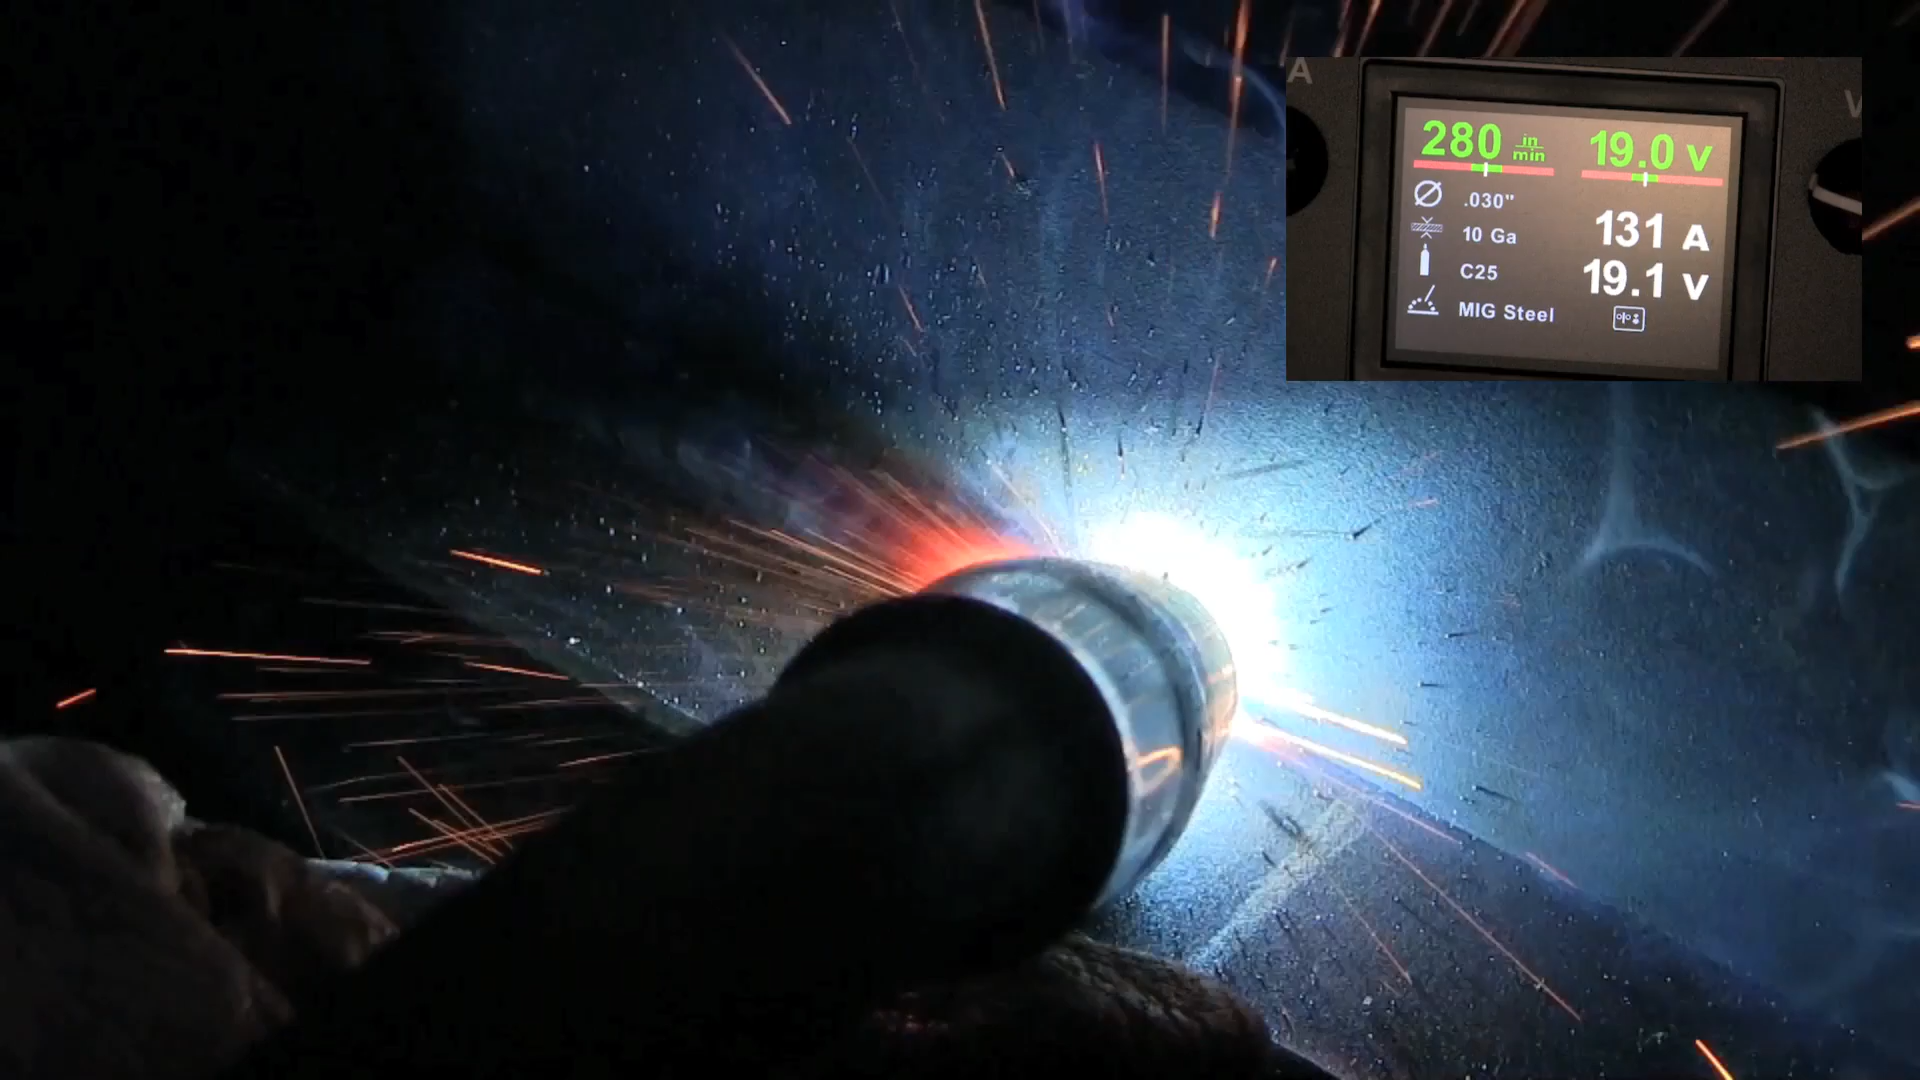 A
V
280 in/min 19.0 V
.030"
131 A
10 Ga
19.1 V
C25
MIG Steel